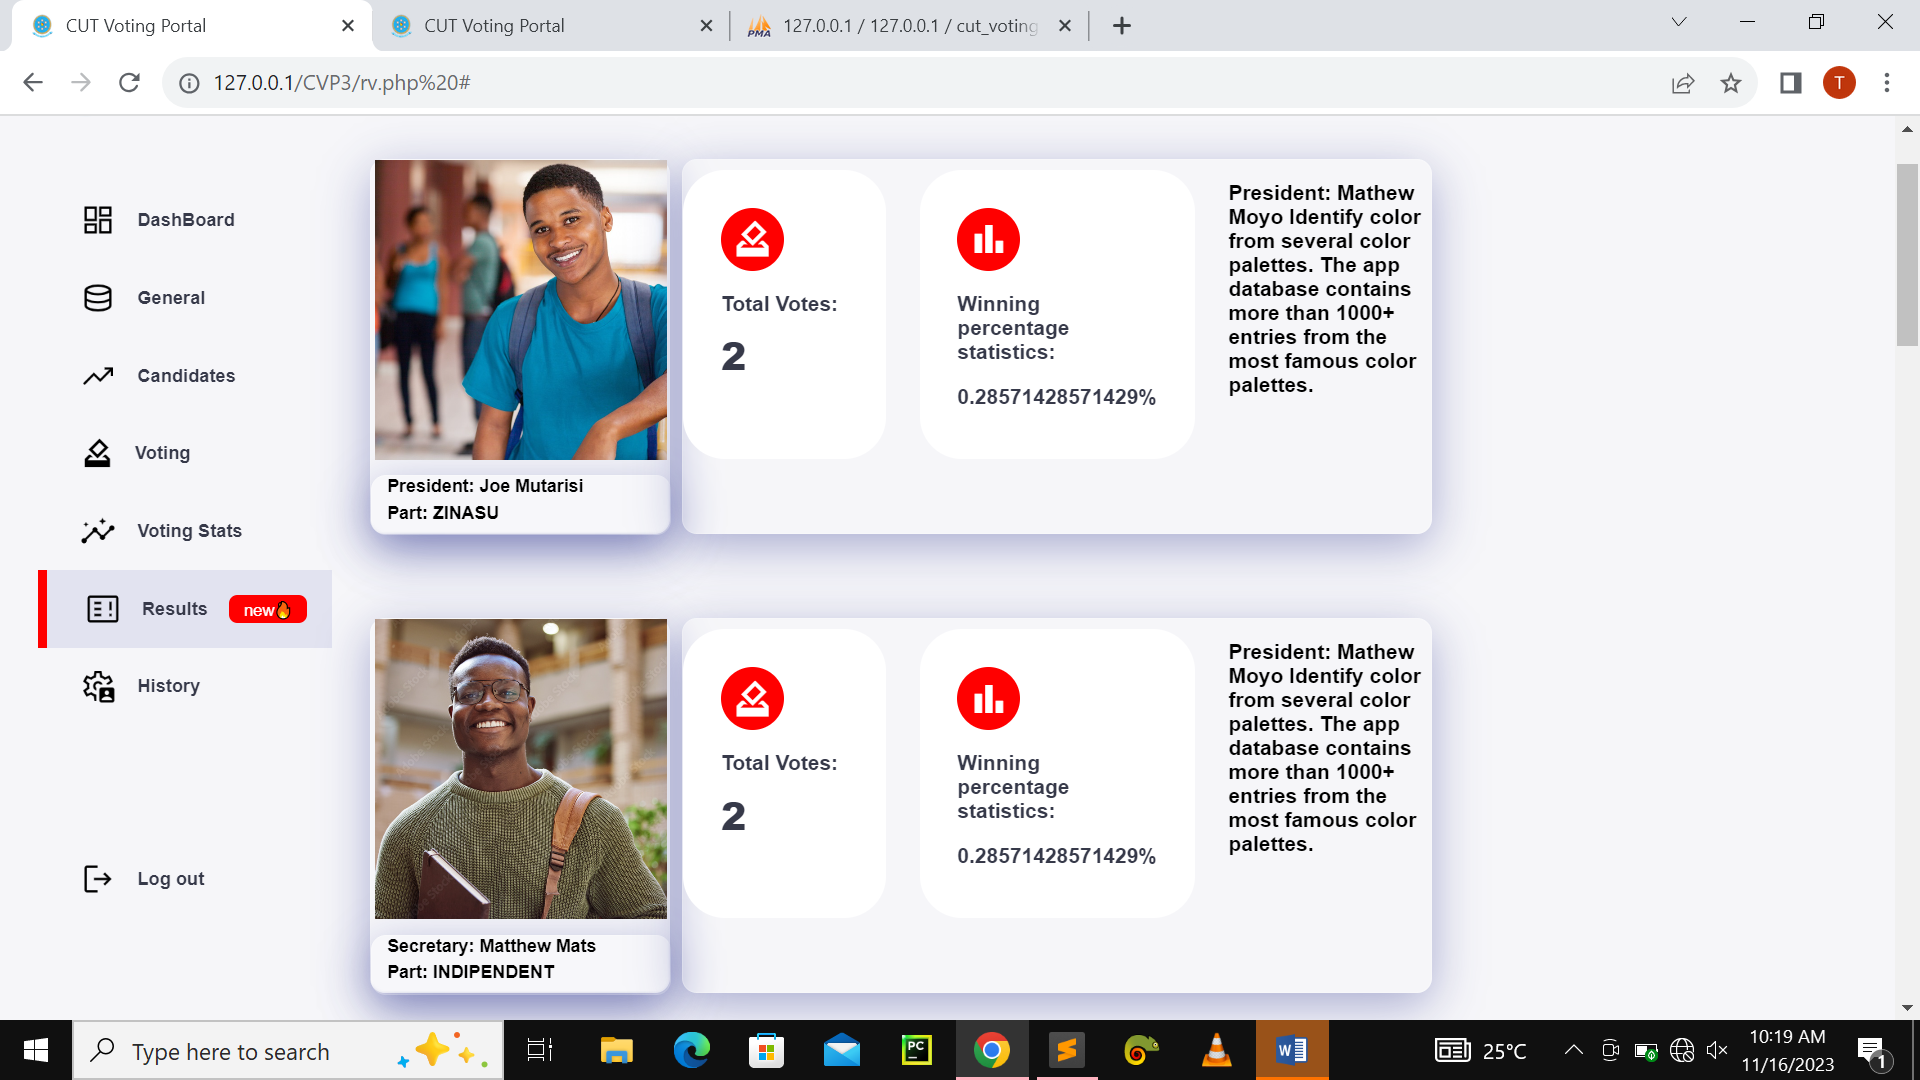 CUT Voting Portal
CUT Voting Portal
127.0.0.1 / 127.0.0.1 / cut_voting
127.0.0.1/CVP3/rv.php%20#
T
DashBoard
General
Candidates
Voting
Voting Stats
Results new🔥
History
Log out
President: Joe Mutarisi
Part: ZINASU
Total Votes:
2
Winning
percentage
statistics:
0.28571428571429%
President: Mathew
Moyo Identify color
from several color
palettes. The app
database contains
more than 1000+
entries from the
most famous color
palettes.
Secretary: Matthew Mats
Part: INDIPENDENT
Total Votes:
2
Winning
percentage
statistics:
0.28571428571429%
President: Mathew
Moyo Identify color
from several color
palettes. The app
database contains
more than 1000+
entries from the
most famous color
palettes.
Type here to search
PC
W
25°C
10:19 AM
11/16/2023
1